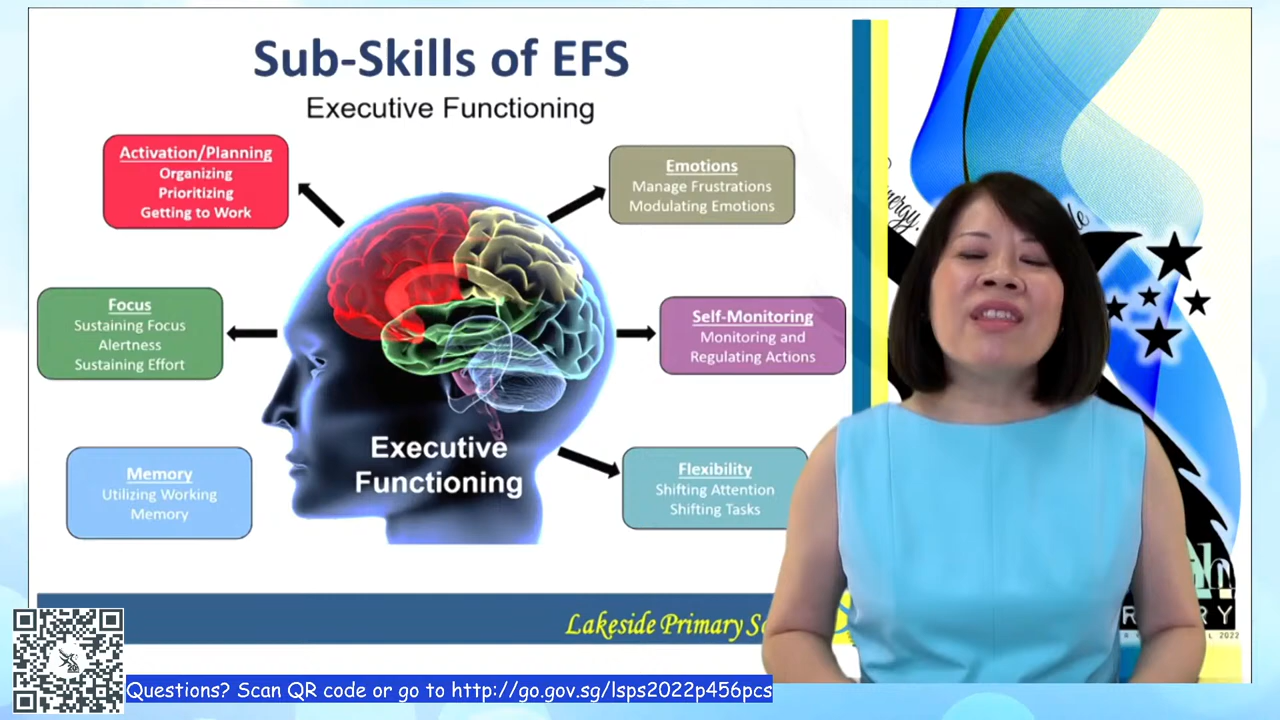 Sub-Skills of EFS
Executive Functioning
Activation/Planning
Organizing
Prioritizing
Getting to Work
Emotions
Manage Frustrations
Modulating Emotions
Focus
Sustaining Focus
Alertness
Sustaining Effort
Self-Monitoring
Monitoring and
Regulating Actions
Memory
Utilizing Working
Memory
Flexibility
Shifting Attention
Shifting Tasks
Executive
Functioning
Lakeside Primary
2022
Questions? Scan QR code or go to http://go.gov.sg/lsps2022p456pcs